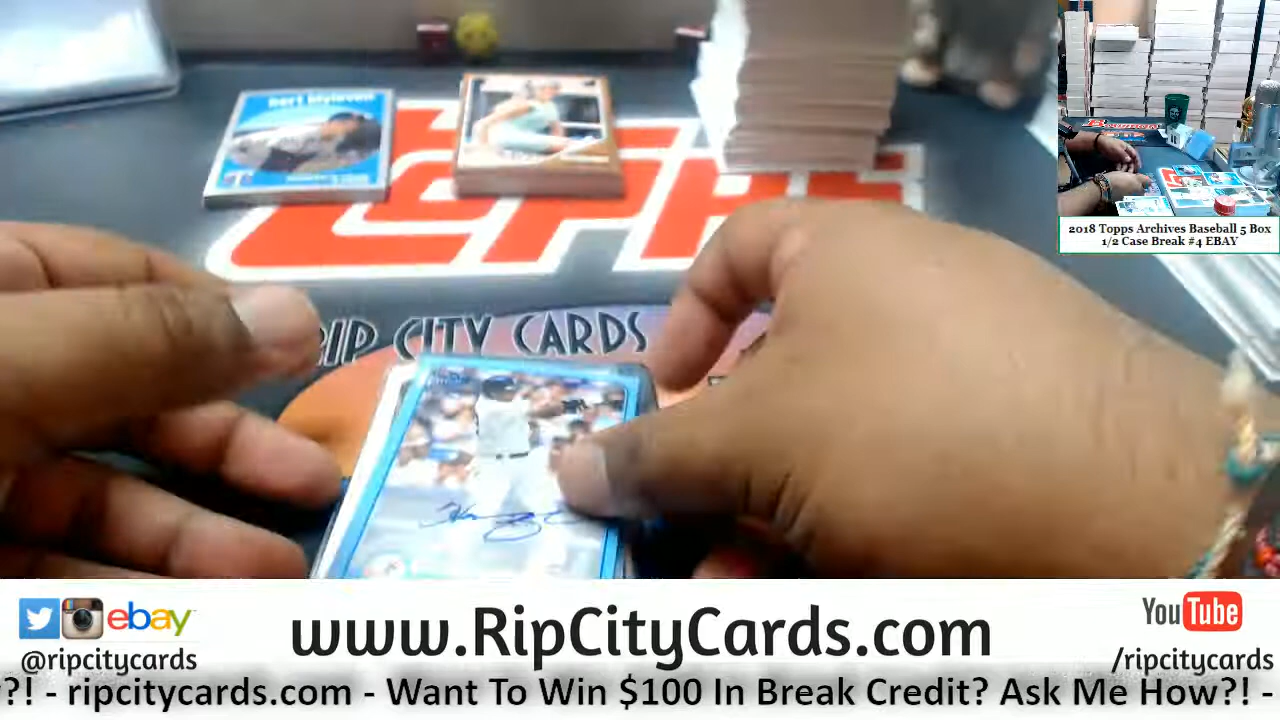 Bert Blyleven
RIP CITY CARDS
2018 Topps Archives Baseball 5 Box
1/2 Case Break #4 EBAY
ebay
@ripcitycards
www.RipCityCards.com
YouTube
/ripcitycards
?! - ripcitycards.com - Want To Win $100 In Break Credit? Ask Me How?! -